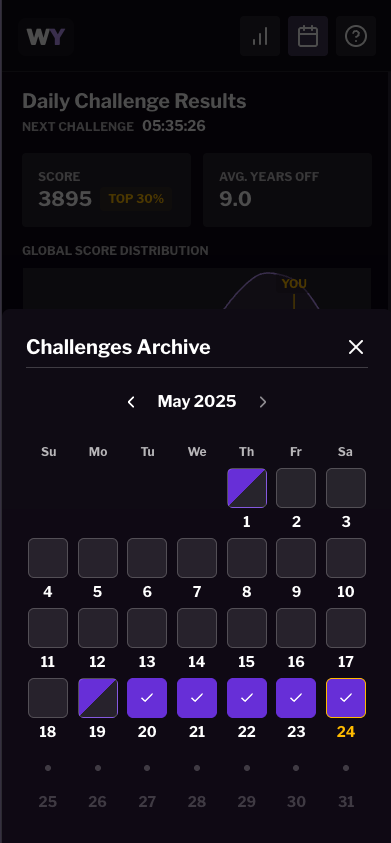 WY
Daily Challenge Results
NEXT CHALLENGE 05:35:26
SCORE AVG. YEARS OFF
3895 TOP 30% 9.0
GLOBAL SCORE DISTRIBUTION
YOU
Challenges Archive
May 2025
Su Mo Tu We Th Fr Sa
1 2 3
4 5 6 7 8 9 10
11 12 13 14 15 16 17
18 19 20 21 22 23 24
25 26 27 28 29 30 31